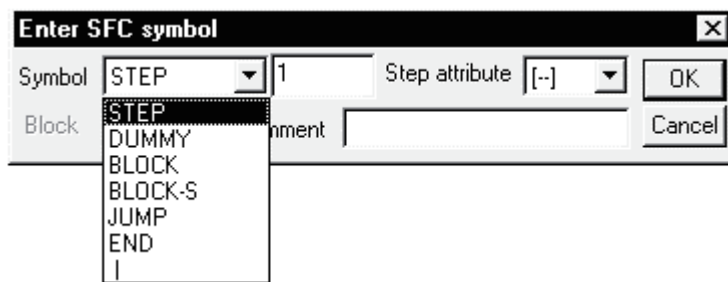 Enter SFC symbol
Symbol STEP 1 Step attribute [--] OK
Block nment Cancel
STEP
DUMMY
BLOCK
BLOCK-S
JUMP
END
|